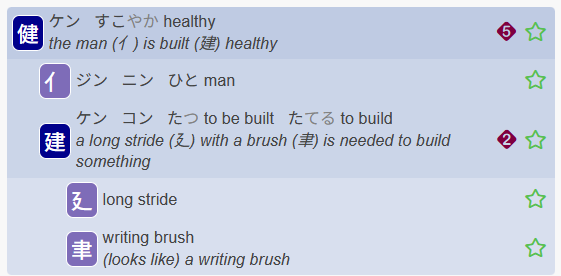 健 ケン すこやか healthy 5
the man (亻) is built (建) healthy
亻 ジン ニン ひと man
建 ケン コン たつ to be built たてる to build 2
a long stride (廴) with a brush (聿) is needed to build
something
廴 long stride
聿 writing brush
(looks like) a writing brush